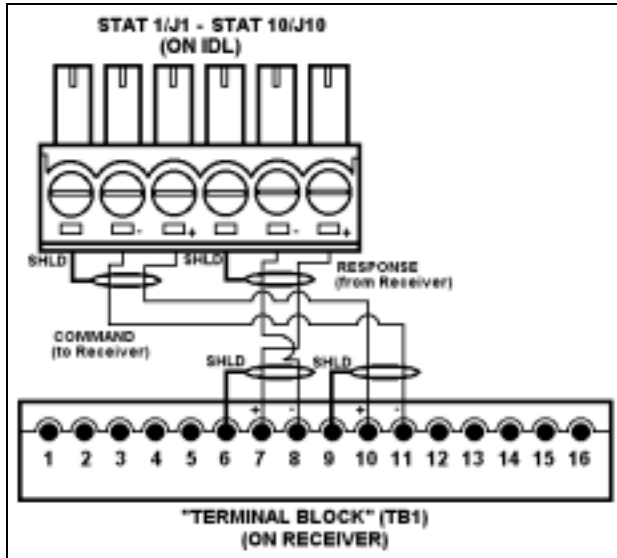 STAT 1/J1 - STAT 10/J10
(ON IDL)
- + - +
SHLD SHLD
RESPONSE
(from Receiver)
COMMAND
(to Receiver)
SHLD SHLD
+ - + -
1 2 3 4 5 6 7 8 9 10 11 12 13 14 15 16
"TERMINAL BLOCK" (TB1)
(ON RECEIVER)